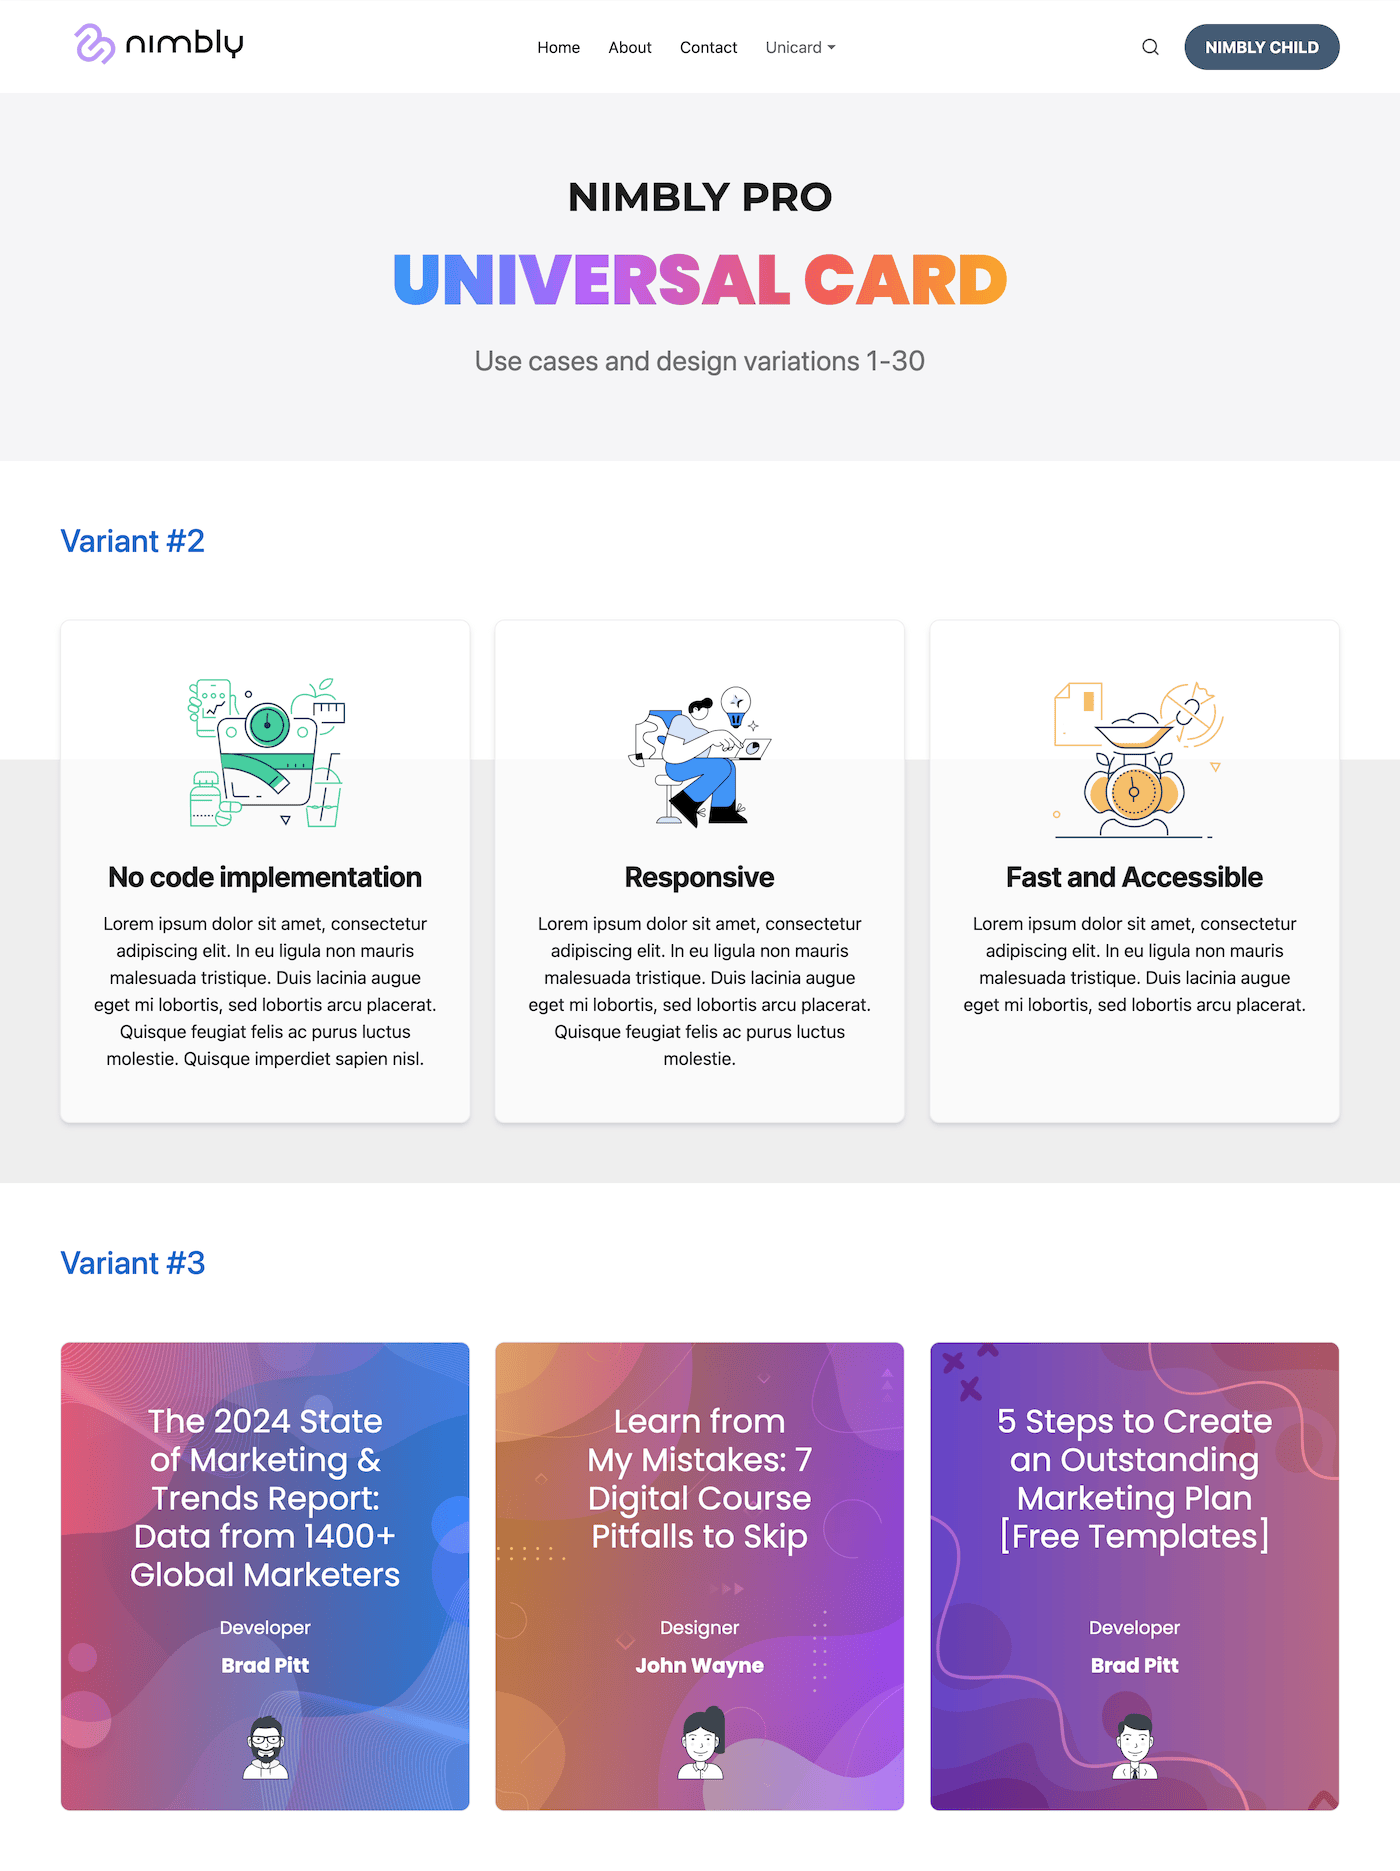 nimbly
Home About Contact Unicard
NIMBLY CHILD
NIMBLY PRO
UNIVERSAL CARD
Use cases and design variations 1-30
Variant #2
No code implementation
Lorem ipsum dolor sit amet, consectetur
adipiscing elit. In eu ligula non mauris
malesuada tristique. Duis lacinia augue
eget mi lobortis, sed lobortis arcu placerat.
Quisque feugiat felis ac purus luctus
molestie. Quisque imperdiet sapien nisl.
Responsive
Lorem ipsum dolor sit amet, consectetur
adipiscing elit. In eu ligula non mauris
malesuada tristique. Duis lacinia augue
eget mi lobortis, sed lobortis arcu placerat.
Quisque feugiat felis ac purus luctus
molestie.
Fast and Accessible
Lorem ipsum dolor sit amet, consectetur
adipiscing elit. In eu ligula non mauris
malesuada tristique. Duis lacinia augue
eget mi lobortis, sed lobortis arcu placerat.
Variant #3
The 2024 State
of Marketing &
Trends Report:
Data from 1400+
Global Marketers
Developer
Brad Pitt
Learn from
My Mistakes: 7
Digital Course
Pitfalls to Skip
Designer
John Wayne
5 Steps to Create
an Outstanding
Marketing Plan
[Free Templates]
Developer
Brad Pitt